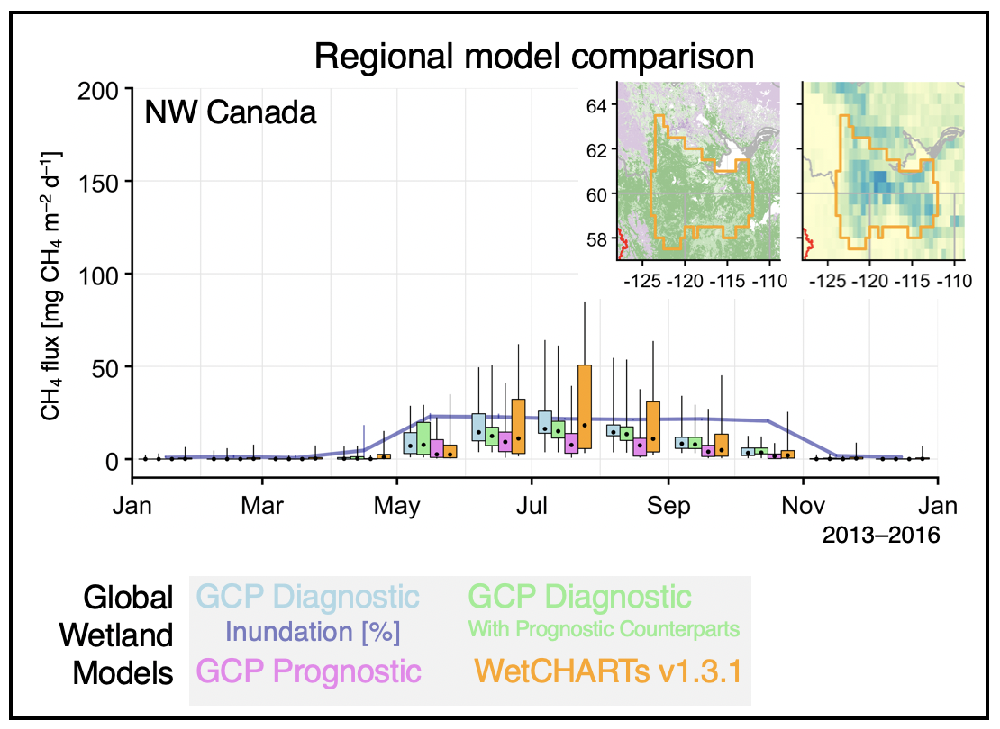 Regional model comparison
NW Canada
200
150
100
50
0
CH₄ flux [mg CH₄ m⁻² d⁻¹]
64
62
60
58
-125 -120 -115 -110
-125 -120 -115 -110
Jan Mar May Jul Sep Nov Jan
2013–2016
Global Wetland Models
GCP Diagnostic
GCP Diagnostic
Inundation [%]
With Prognostic Counterparts
GCP Prognostic
WetCHARTs v1.3.1